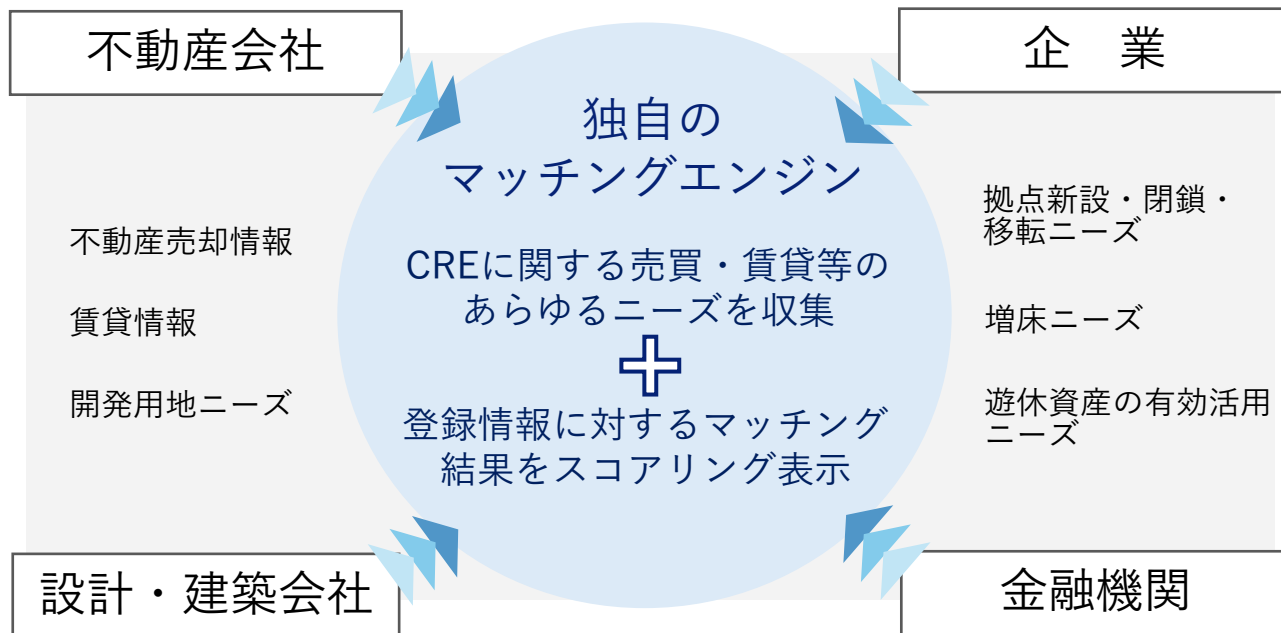 不動産会社
企　業
独自の
マッチングエンジン
CREに関する売買・賃貸等の
あらゆるニーズを収集
登録情報に対するマッチング
結果をスコアリング表示
不動産売却情報
賃貸情報
開発用地ニーズ
拠点新設・閉鎖・
移転ニーズ
増床ニーズ
遊休資産の有効活用
ニーズ
設計・建築会社
金融機関